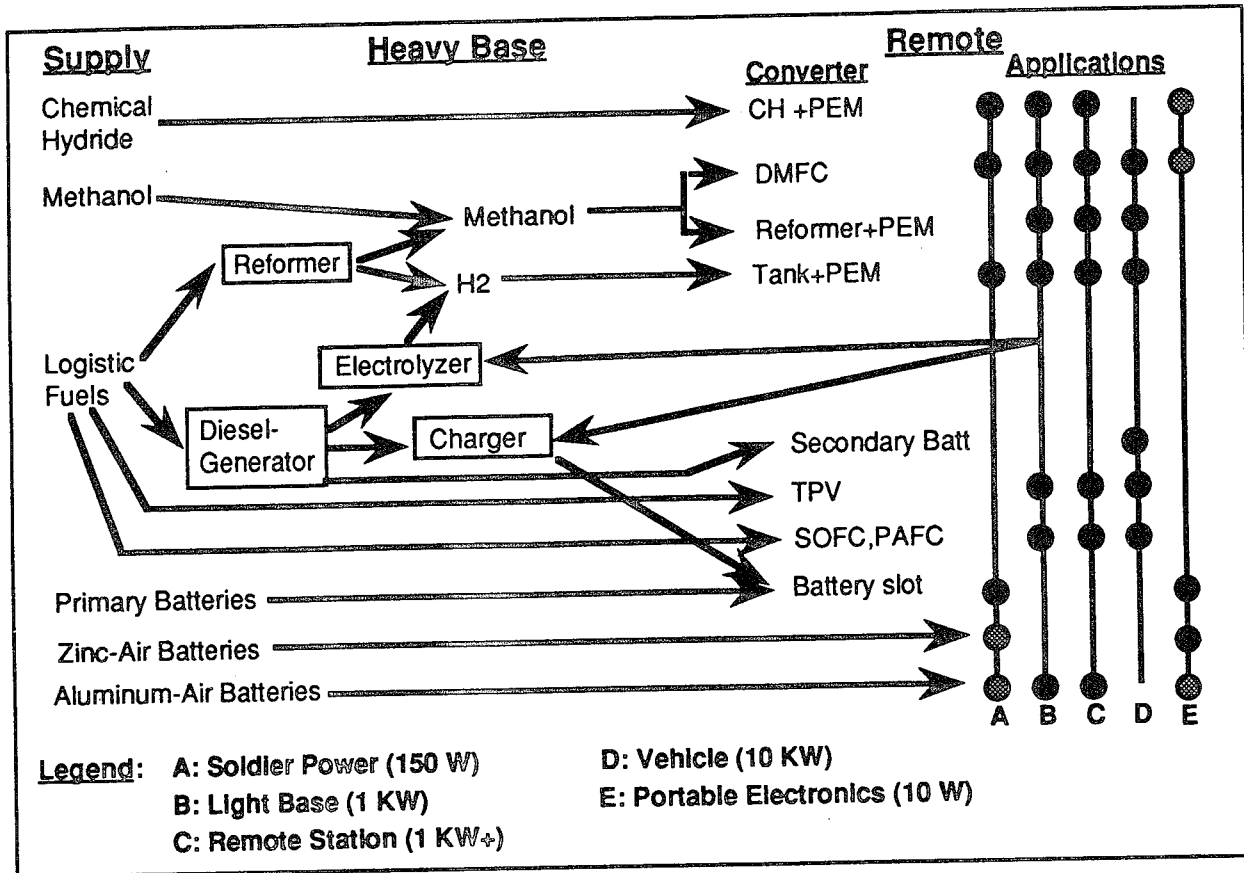 Supply
Heavy Base
Remote
Converter
Applications
Chemical
Hydride
CH +PEM
Methanol
Methanol
DMFC
Reformer+PEM
Reformer
H2
Tank+PEM
Electrolyzer
Logistic
Fuels
Diesel-
Generator
Charger
Secondary Batt
TPV
SOFC,PAFC
Battery slot
Primary Batteries
Zinc-Air Batteries
Aluminum-Air Batteries
A B C D E
Legend: A: Soldier Power (150 W)
B: Light Base (1 KW)
C: Remote Station (1 KW+)
D: Vehicle (10 KW)
E: Portable Electronics (10 W)